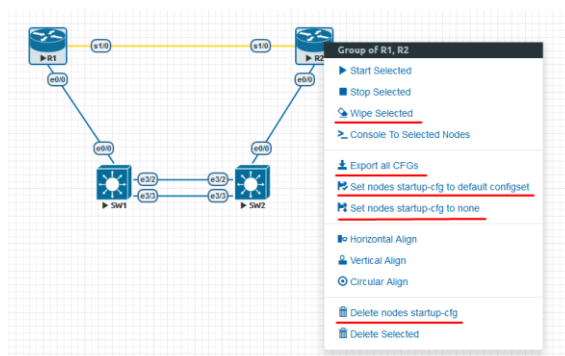 s1/0
s1/0
R1
R2
e0/0
e0/0
e0/0
e0/0
e3/2
e3/2
e3/3
e3/3
SW1
SW2
Group of R1, R2
Start Selected
Stop Selected
Wipe Selected
Console To Selected Nodes
Export all CFGs
Set nodes startup-cfg to default configset
Set nodes startup-cfg to none
Horizontal Align
Vertical Align
Circular Align
Delete nodes startup-cfg
Delete Selected